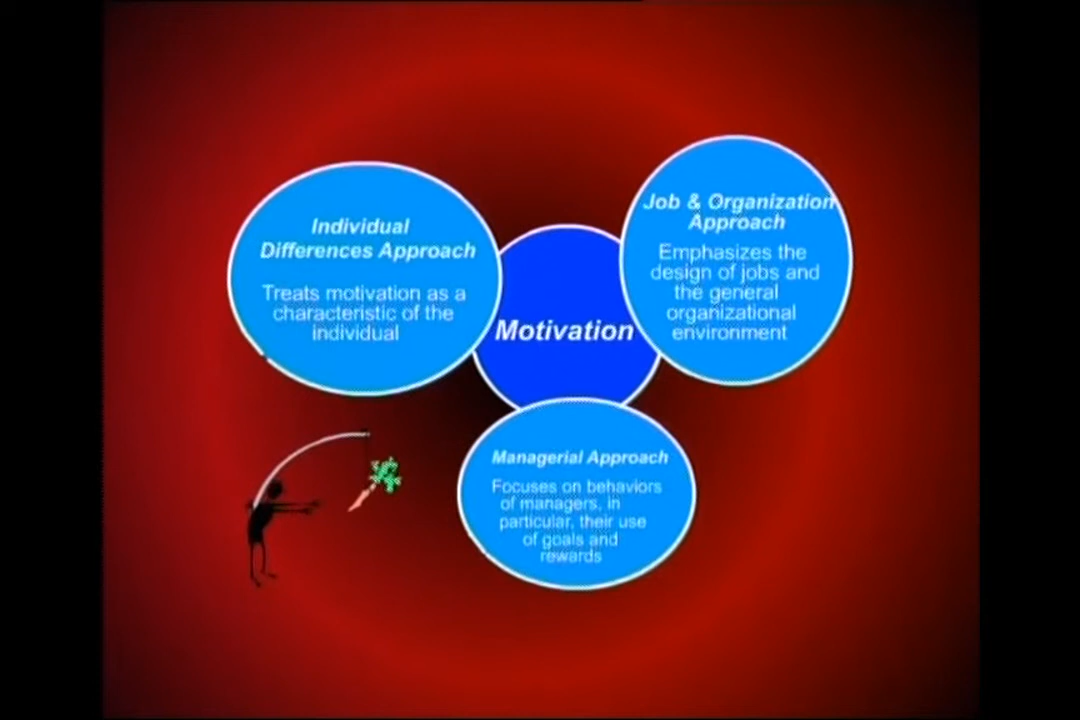 Individual
Differences Approach
Treats motivation as a
characteristic of the
individual
Motivation
Job & Organization
Approach
Emphasizes the
design of jobs and
the general
organizational
environment
Managerial Approach
Focuses on behaviors
of managers, in
particular, their use
of goals and
rewards